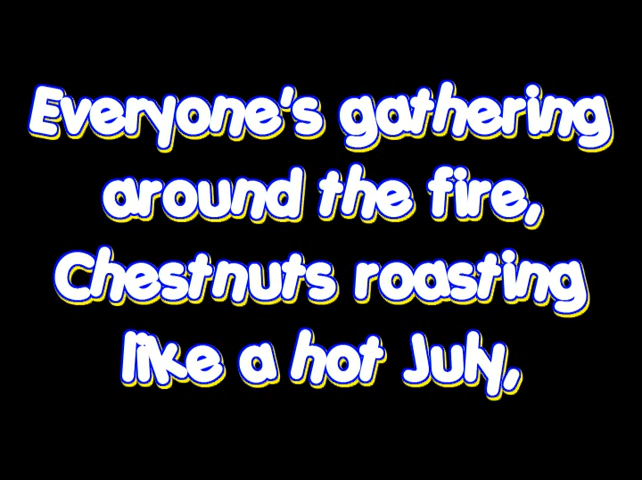 Everyone's gathering
around the fire,
Chestnuts roasting
like a hot July,